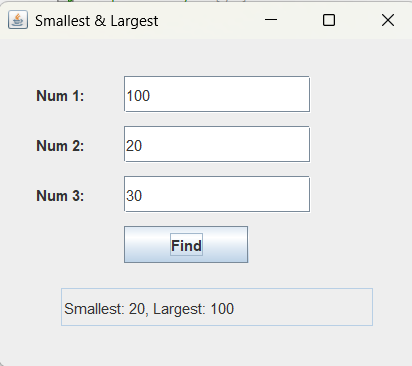 Smallest & Largest
Num 1: 100
Num 2: 20
Num 3: 30
Find
Smallest: 20, Largest: 100